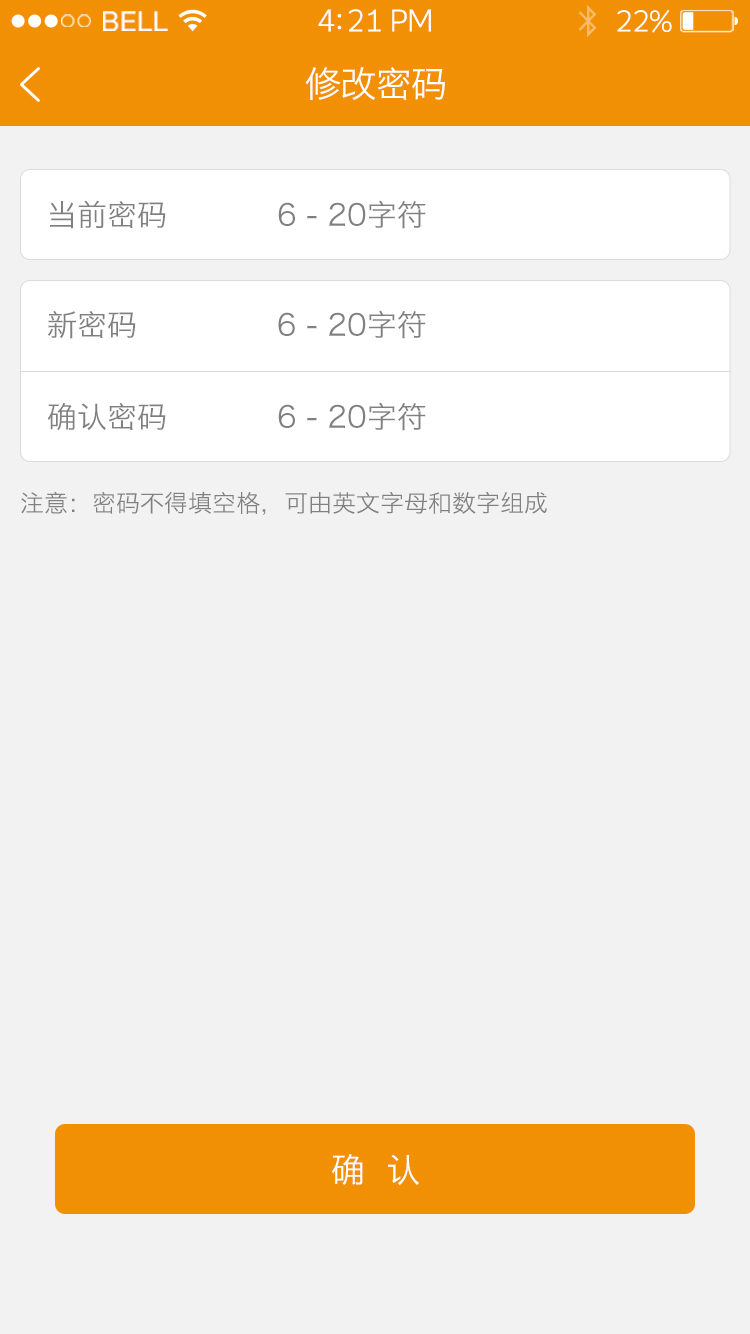 BELL 4:21 PM 22%
修改密码
当前密码 6 - 20字符
新密码 6 - 20字符
确认密码 6 - 20字符
注意：密码不得填空格，可由英文字母和数字组成
确 认